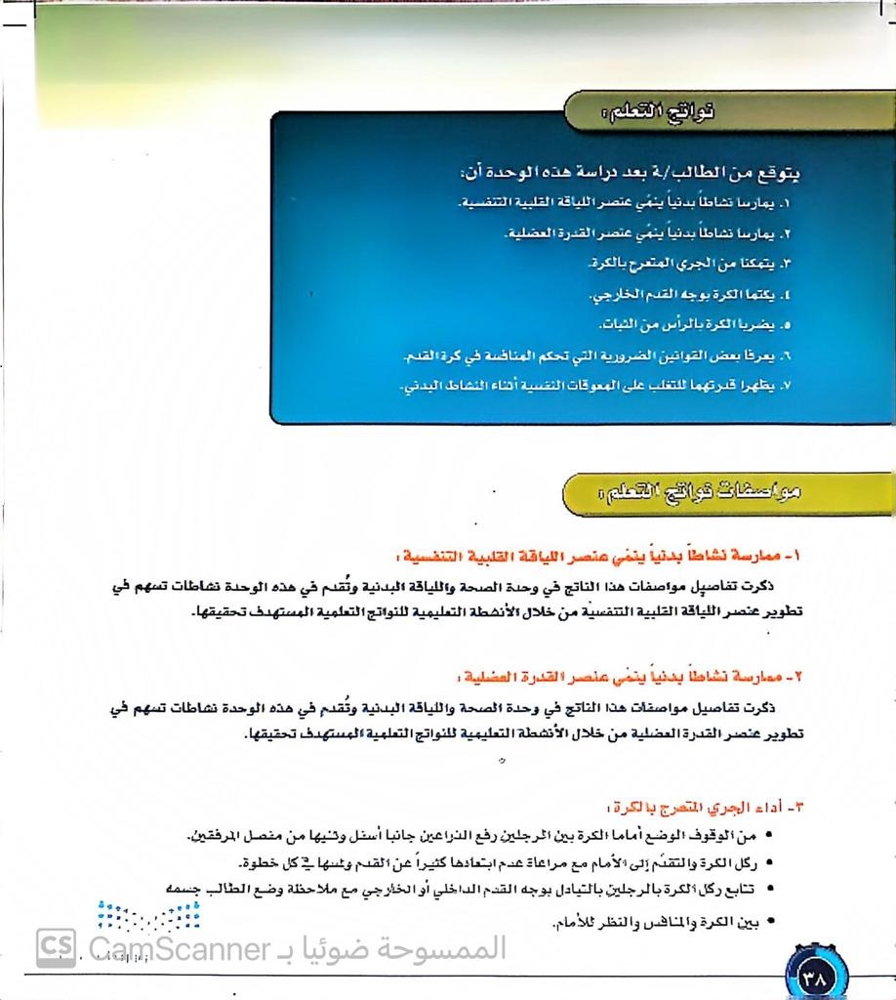 نواتج التعلم :
يتوقع من الطالب/ة بعد دراسة هذه الوحدة أن:
١. يمارسا نشاطاً بدنياً ينمّي عنصر اللياقة القلبية التنفسية.
٢. يمارسا نشاطاً بدنياً ينمّي عنصر القدرة العضلية.
٣. يتمكنا من الجري المتعرج بالكرة.
٤. يكتما الكرة بوجه القدم الخارجي.
٥. يضربا الكرة بالرأس من الثبات.
٦. يعرفا بعض القوانين الضرورية التي تحكم المنافسة في كرة القدم.
٧. يظهرا قدرتهما للتغلب على المعوقات النفسية أثناء النشاط البدني.
مواصفات نواتج التعلم :
١- ممارسة نشاطاً بدنياً ينمّي عنصر اللياقة القلبية التنفسية :
ذكرت تفاصيل مواصفات هذا الناتج في وحدة الصحة واللياقة البدنية وتُقدم في هذه الوحدة نشاطات تسهم في
تطوير عنصر اللياقة القلبية التنفسيّة من خلال الأنشطة التعليمية للنواتج التعلمية المستهدف تحقيقها.
٢- ممارسة نشاطاً بدنياً ينمّي عنصر القدرة العضلية :
ذكرت تفاصيل مواصفات هذا الناتج في وحدة الصحة واللياقة البدنية وتُقدم في هذه الوحدة نشاطات تسهم في
تطوير عنصر القدرة العضلية من خلال الأنشطة التعليمية للنواتج التعلمية المستهدف تحقيقها.
٣- أداء الجري المتعرج بالكرة :
• من الوقوف الوضع أماما الكرة بين الرجلين رفع الذراعين جانبا أسفل وثنيها من مفصل المرفقين.
• ركل الكرة والتقدّم إلى الأمام مع مراعاة عدم ابتعادها كثيراً عن القدم ولمسها في كل خطوة.
• تتابع ركل الكرة بالرجلين بالتبادل بوجه القدم الداخلي أو الخارجي مع ملاحظة وضع الطالب جسمه
• بين الكرة والمنافس والنظر للأمام.
CS CamScanner الممسوحة ضوئيا بـ
٣٨